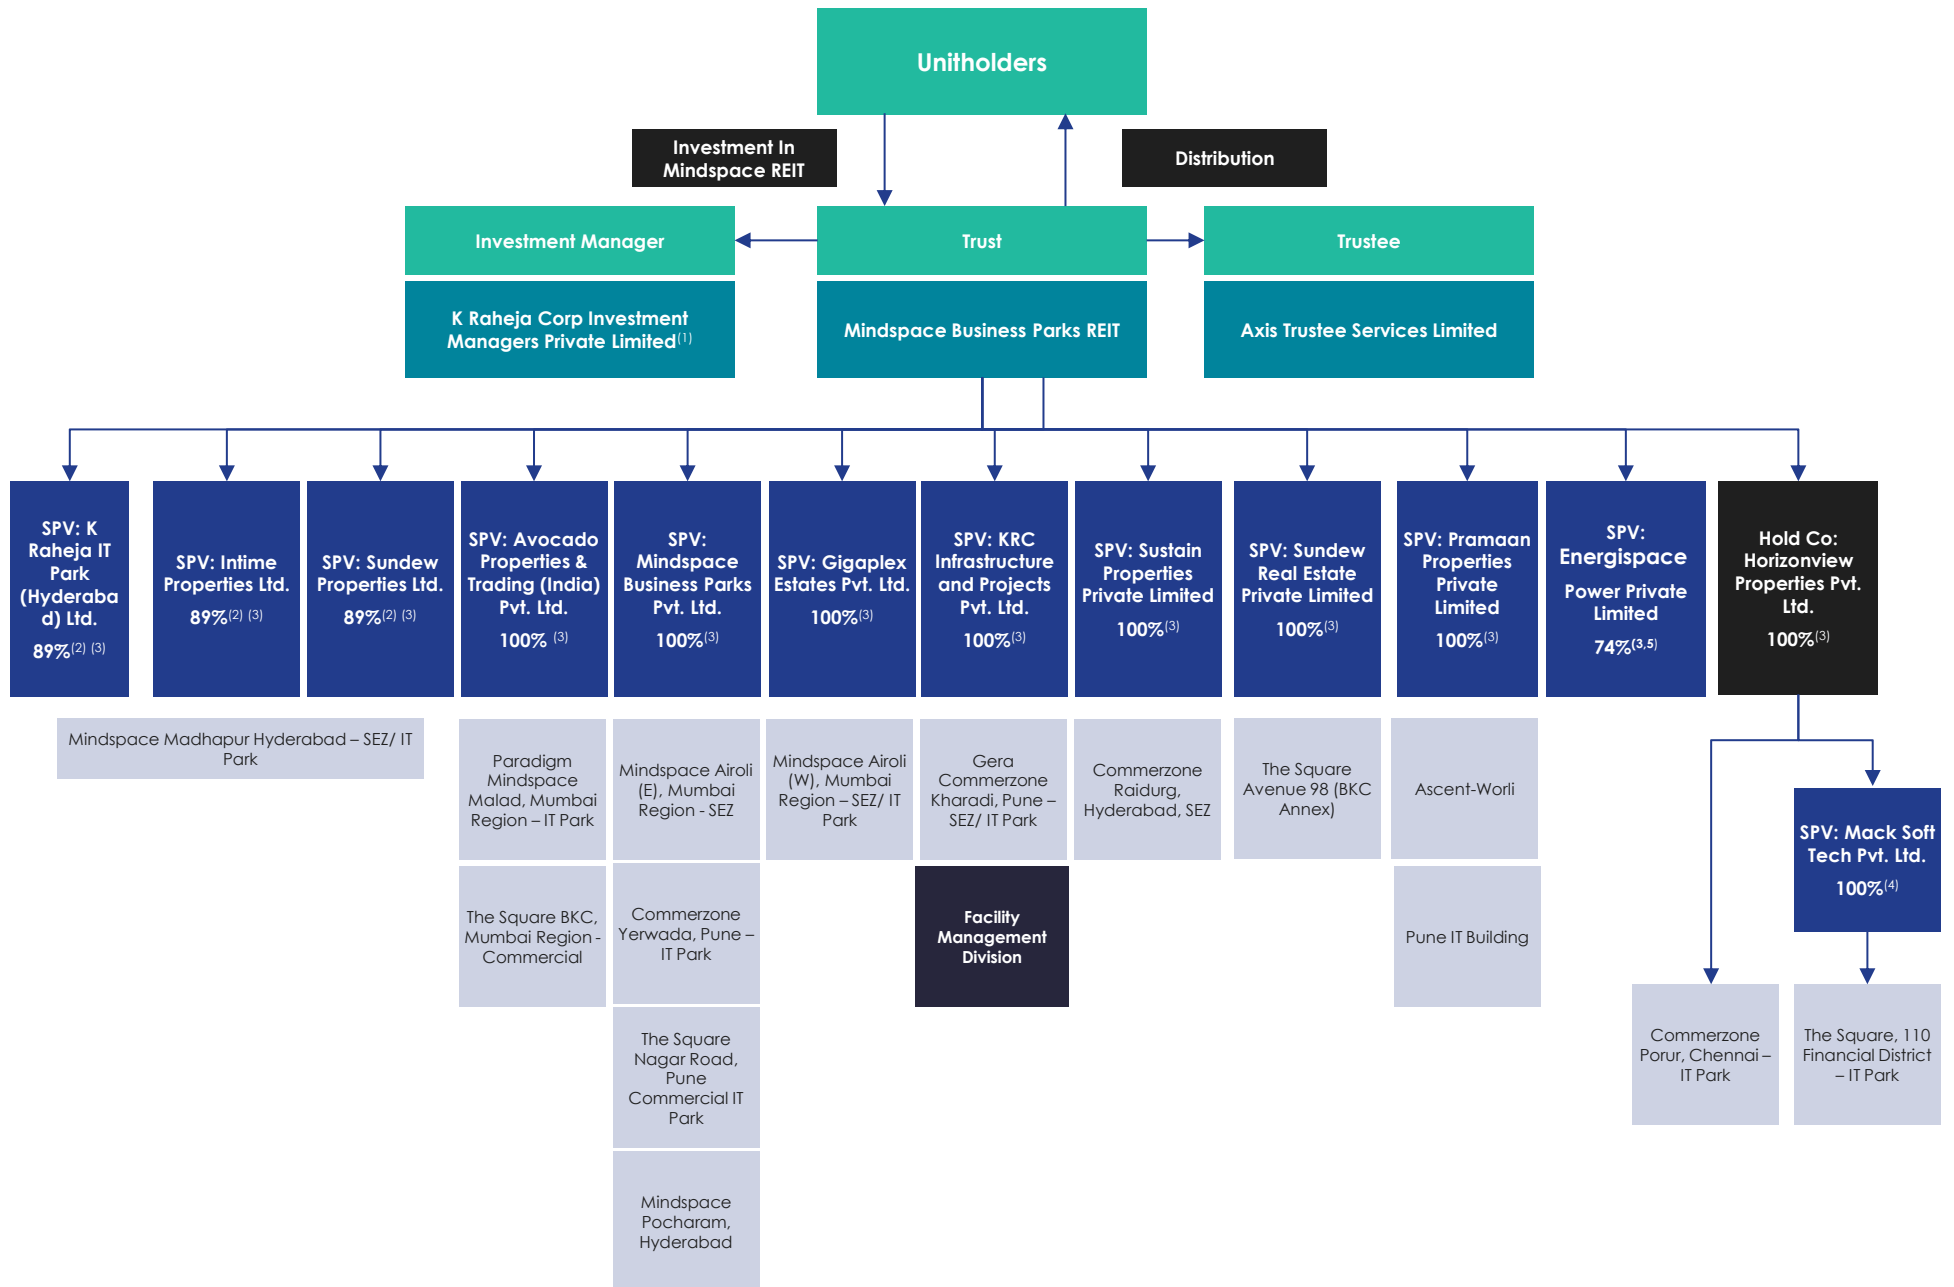 Unitholders
Investment In
Mindspace REIT
Distribution
Investment Manager
Trust
Trustee
K Raheja Corp Investment
Managers Private Limited(1)
Mindspace Business Parks REIT
Axis Trustee Services Limited
SPV: K
Raheja IT
Park
(Hyderaba
d) Ltd.
89%(2) (3)
SPV: Intime
Properties Ltd.
89%(2) (3)
SPV: Sundew
Properties Ltd.
89%(2) (3)
SPV: Avocado
Properties &
Trading (India)
Pvt. Ltd.
100% (3)
SPV:
Mindspace
Business Parks
Pvt. Ltd.
100%(3)
SPV: Gigaplex
Estates Pvt. Ltd.
100%(3)
SPV: KRC
Infrastructure
and Projects
Pvt. Ltd.
100%(3)
SPV: Sustain
Properties
Private Limited
100%(3)
SPV: Sundew
Real Estate
Private Limited
100%(3)
SPV: Pramaan
Properties
Private
Limited
100%(3)
SPV:
Energispace
Power Private
Limited
74%(3,5)
Hold Co:
Horizonview
Properties Pvt.
Ltd.
100%(3)
Mindspace Madhapur Hyderabad – SEZ/ IT
Park
Paradigm
Mindspace
Malad, Mumbai
Region – IT Park
Mindspace Airoli
(E), Mumbai
Region - SEZ
Mindspace Airoli
(W), Mumbai
Region – SEZ/ IT
Park
Gera
Commerzone
Kharadi, Pune –
SEZ/ IT Park
Commerzone
Raidurg,
Hyderabad, SEZ
The Square
Avenue 98 (BKC
Annex)
Ascent-Worli
SPV: Mack Soft
Tech Pvt. Ltd.
100%(4)
The Square BKC,
Mumbai Region -
Commercial
Commerzone
Yerwada, Pune –
IT Park
Facility
Management
Division
Pune IT Building
The Square
Nagar Road,
Pune
Commercial IT
Park
Commerzone
Porur, Chennai –
IT Park
The Square, 110
Financial District
– IT Park
Mindspace
Pocharam,
Hyderabad